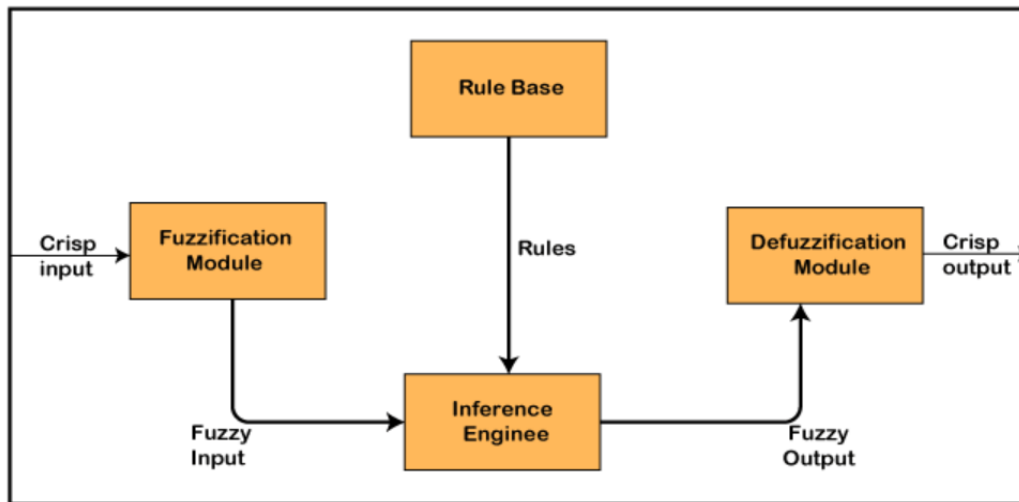 Rule Base
Crisp
input
Fuzzification
Module
Rules
Defuzzification
Module
Crisp
output
Fuzzy
Input
Inference
Enginee
Fuzzy
Output